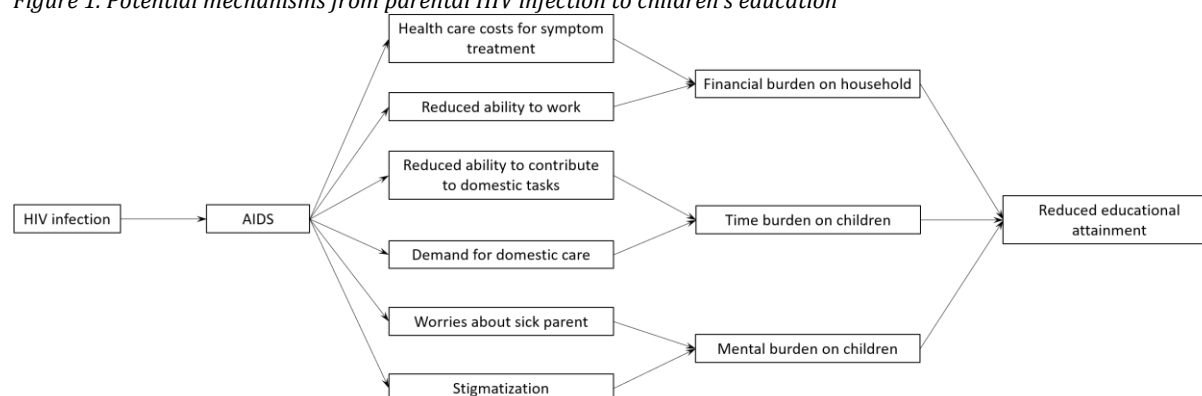 Figure 1. Potential mechanisms from parental HIV infection to children's education
Health care costs for symptom
treatment
Financial burden on household
Reduced ability to work
Reduced ability to contribute
to domestic tasks
HIV infection
AIDS
Time burden on children
Reduced educational
attainment
Demand for domestic care
Worries about sick parent
Mental burden on children
Stigmatization